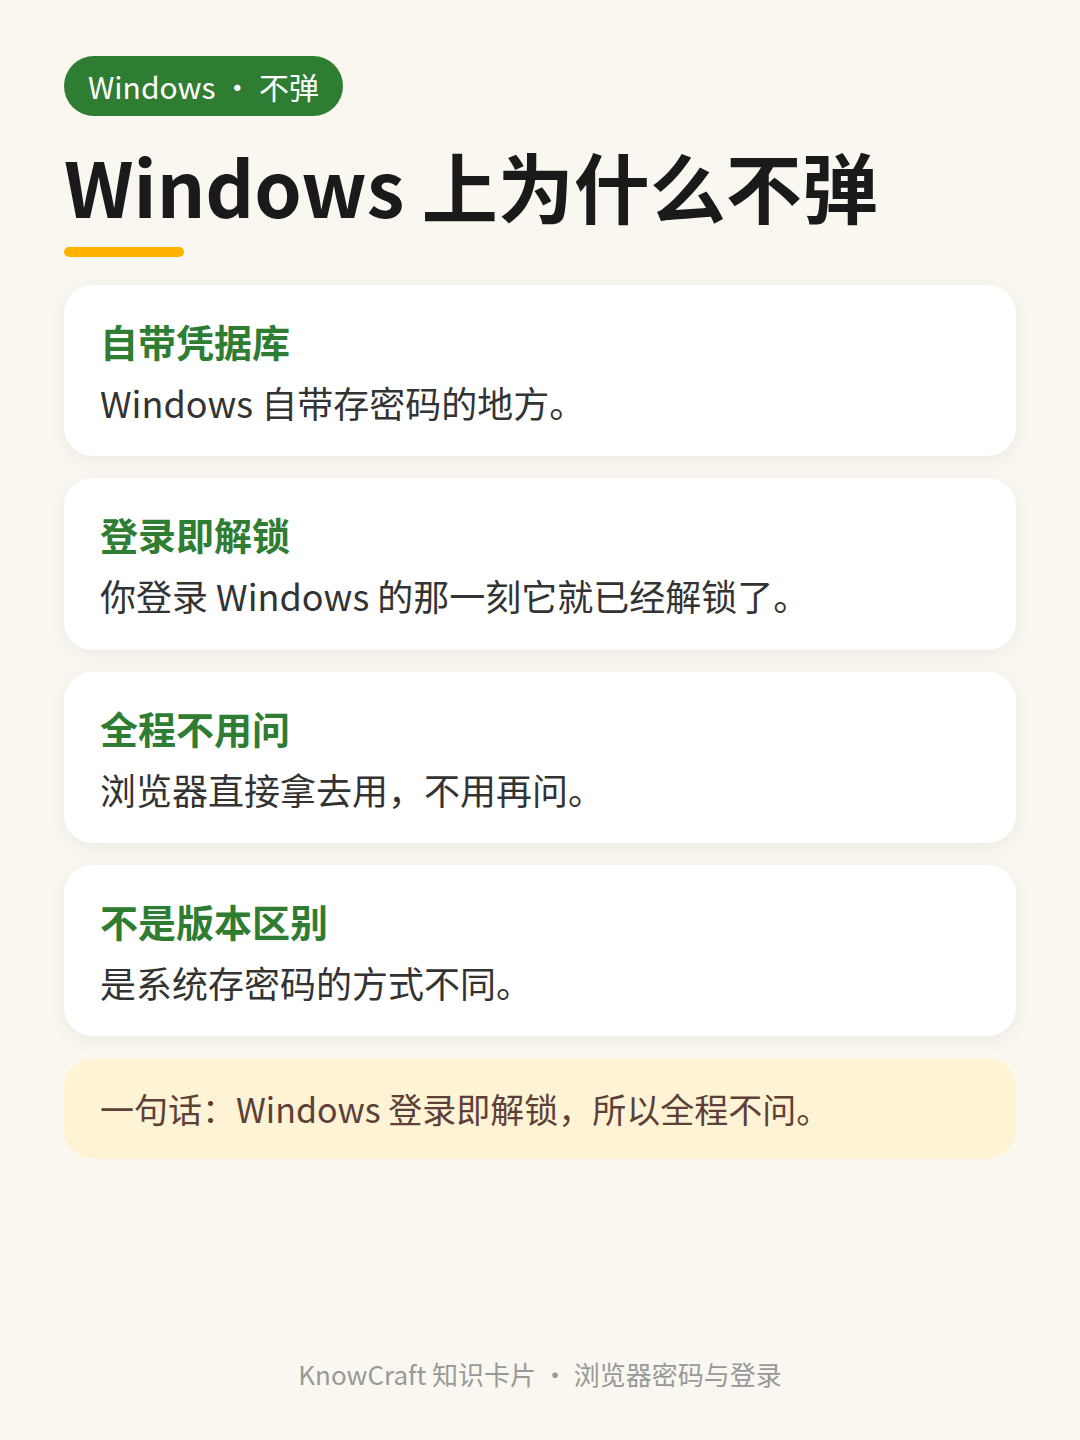 Windows · 不弹
Windows 上为什么不弹
自带凭据库
Windows 自带存密码的地方。
登录即解锁
你登录 Windows 的那一刻它就已经解锁了。
全程不用问
浏览器直接拿去用，不用再问。
不是版本区别
是系统存密码的方式不同。
一句话：Windows 登录即解锁，所以全程不问。
KnowCraft 知识卡片 · 浏览器密码与登录